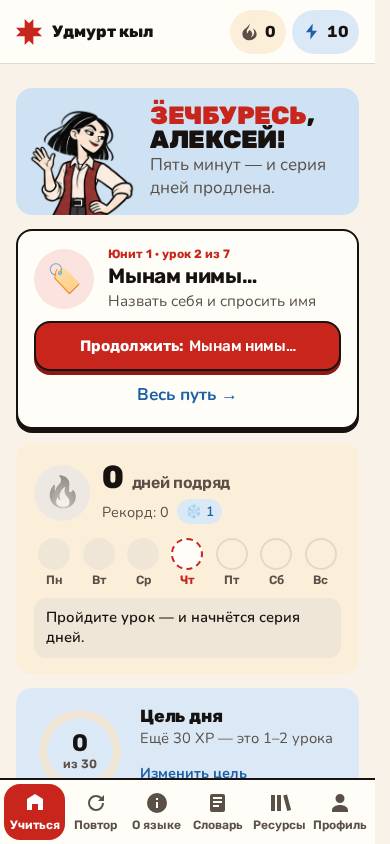 Удмурт кыл
0
10
ӞЕЧБУРЕСЬ,
АЛЕКСЕЙ!
Пять минут — и серия
дней продлена.
Юнит 1 • урок 2 из 7
Мынам нимы…
Назвать себя и спросить имя
Продолжить: Мынам нимы…
Весь путь →
0 дней подряд
Рекорд: 0 1
Пн Вт Ср Чт Пт Сб Вс
Пройдите урок — и начнётся серия
дней.
Цель дня
Ещё 30 XP — это 1–2 урока
0
из 30
Изменить цель
Учиться Повтор О языке Словарь Ресурсы Профиль